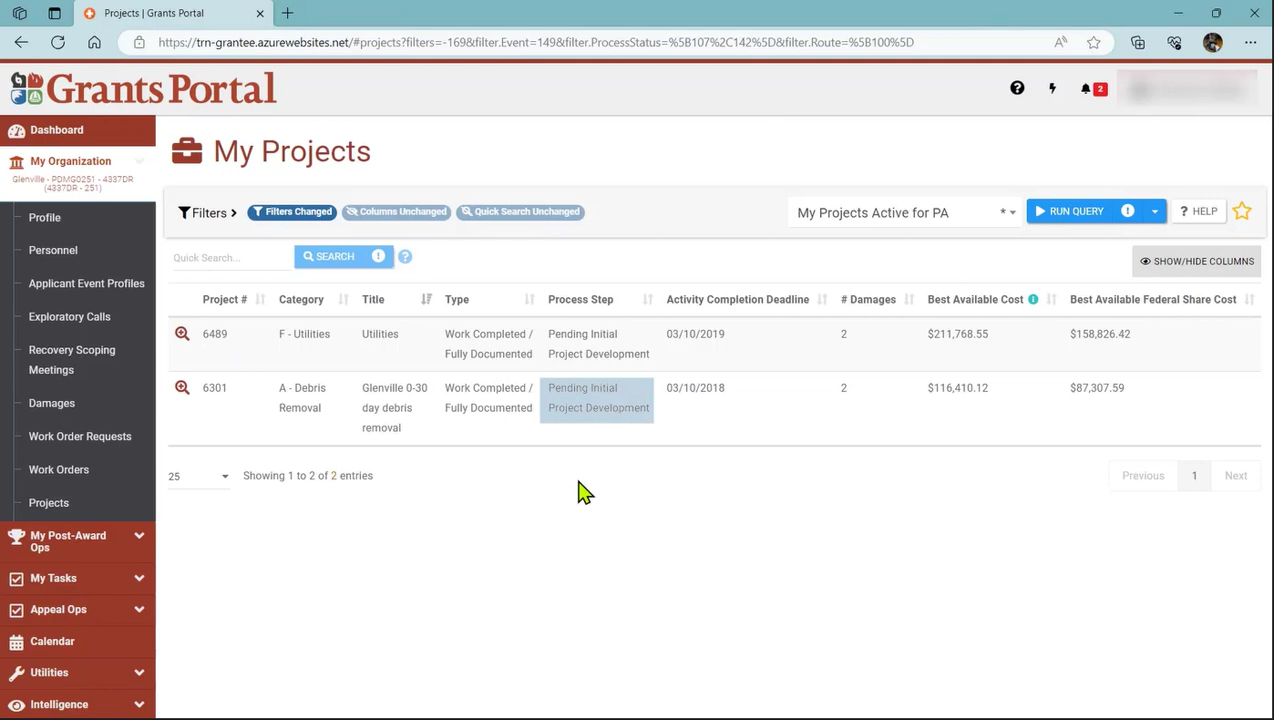 Projects | Grants Portal
https://trn-grantee.azurewebsites.net/#projects?filters=-169&filter.Event=149&filter.ProcessStatus=%5B107%2C142%5D&filter.Route=%5B100%5D
Grants Portal
2
Dashboard
My Organization
Glenville - PDMG0251 - 4337DR
(4337DR - 251)
Profile
Personnel
Applicant Event Profiles
Exploratory Calls
Recovery Scoping
Meetings
Damages
Work Order Requests
Work Orders
Projects
My Post-Award
Ops
My Tasks
Appeal Ops
Calendar
Utilities
Intelligence
My Projects
Filters Filters Changed Columns Unchanged Quick Search Unchanged My Projects Active for PA * RUN QUERY HELP
Quick Search... SEARCH SHOW/HIDE COLUMNS
Project # Category Title Type Process Step Activity Completion Deadline # Damages Best Available Cost Best Available Federal Share Cost
6489 F - Utilities Utilities Work Completed / Pending Initial 03/10/2019 2 $211,768.55 $158,826.42
Fully Documented Project Development
6301 A - Debris Glenville 0-30 Work Completed / Pending Initial 03/10/2018 2 $116,410.12 $87,307.59
Removal day debris Fully Documented Project Development
removal
25 Showing 1 to 2 of 2 entries Previous 1 Next